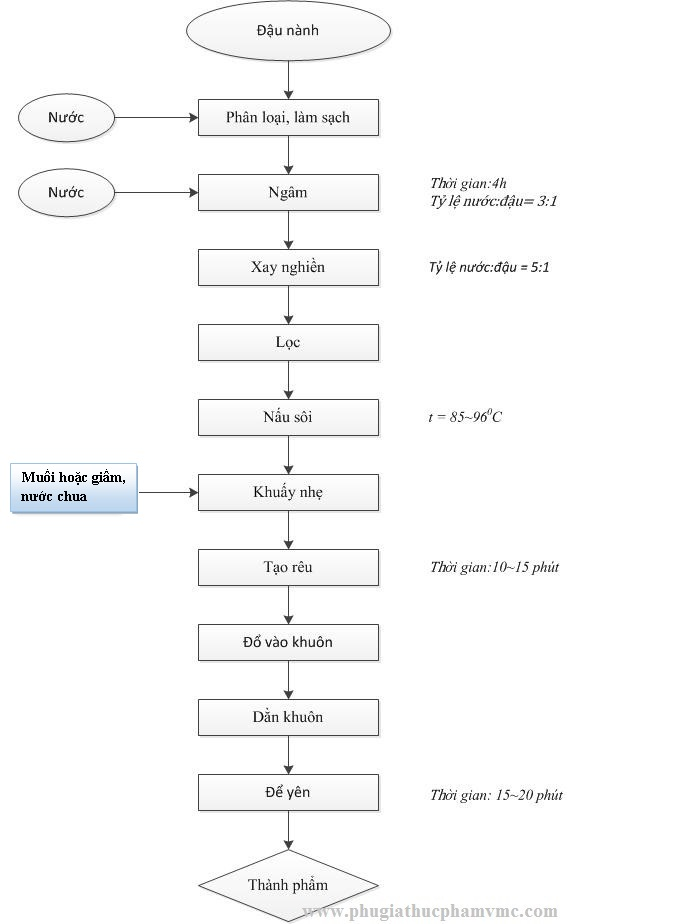 Đậu nành
Nước
Phân loại, làm sạch
Nước
Ngâm
Thời gian:4h
Tỷ lệ nước:đậu= 3:1
Xay nghiền
Tỷ lệ nước:đậu = 5:1
Lọc
Nấu sôi
t = 85~96⁰C
Muối hoặc giấm,
nước chua
Khuấy nhẹ
Tạo rêu
Thời gian:10~15 phút
Đổ vào khuôn
Dằn khuôn
Để yên
Thời gian: 15~20 phút
Thành phẩm
www.phugiathucphamvmc.com